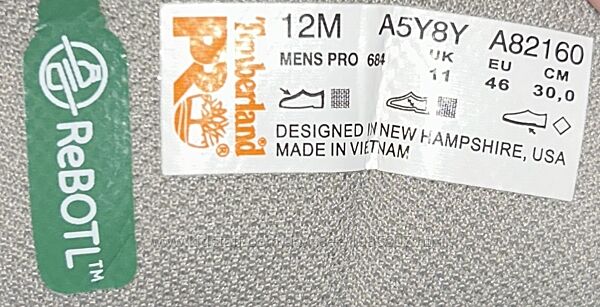 ReBOTL™
Timberland
PRO®
12M A5Y8Y A82160
MENS PRO 684 UK EU CM
11 46 30,0
DESIGNED IN NEW HAMPSHIRE, USA
MADE IN VIETNAM